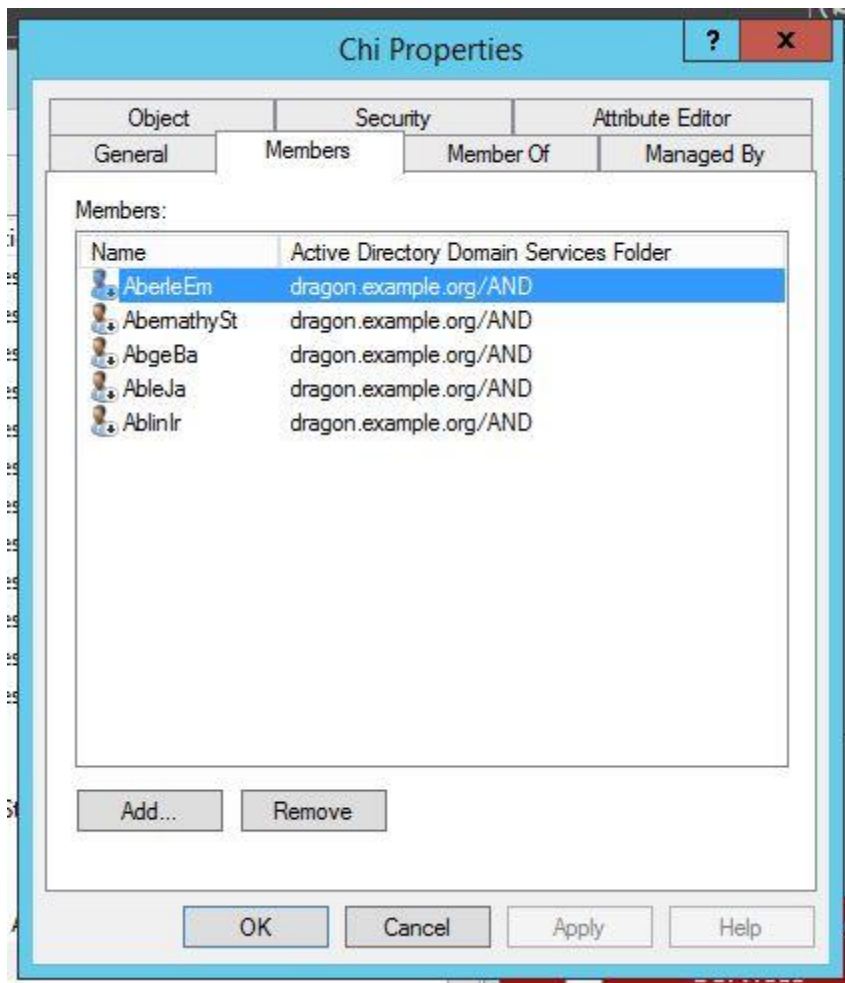 Chi Properties
?
x
Object Security Attribute Editor
General Members Member Of Managed By
Members:
Name Active Directory Domain Services Folder
AberleEm dragon.example.org/AND
AbernathySt dragon.example.org/AND
AbgeBa dragon.example.org/AND
AbleJa dragon.example.org/AND
AblinIr dragon.example.org/AND
Add... Remove
OK Cancel Apply Help